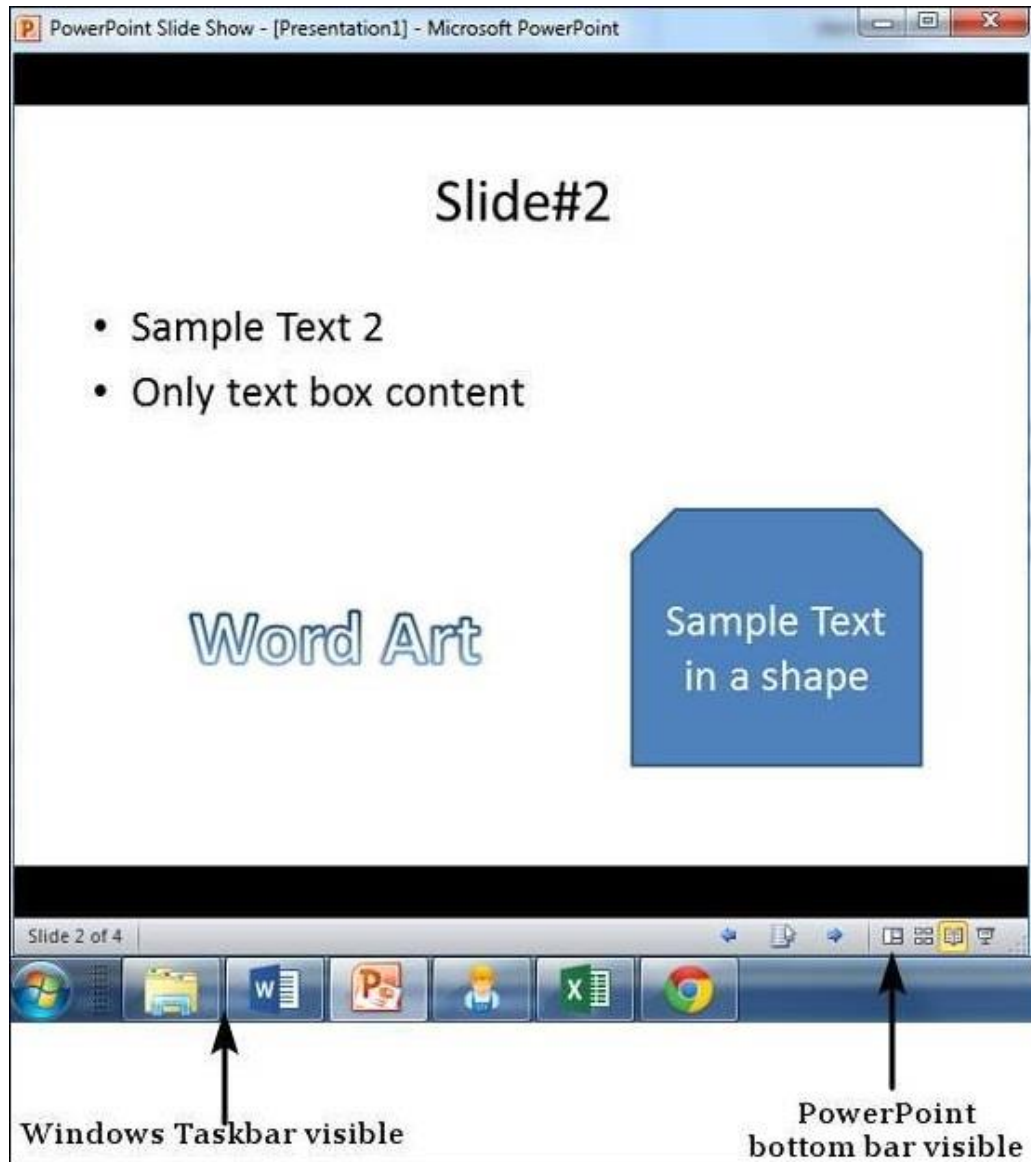 PowerPoint Slide Show - [Presentation1] - Microsoft PowerPoint
Slide#2
• Sample Text 2
• Only text box content
Word Art
Sample Text
in a shape
Slide 2 of 4
Windows Taskbar visible
PowerPoint
bottom bar visible